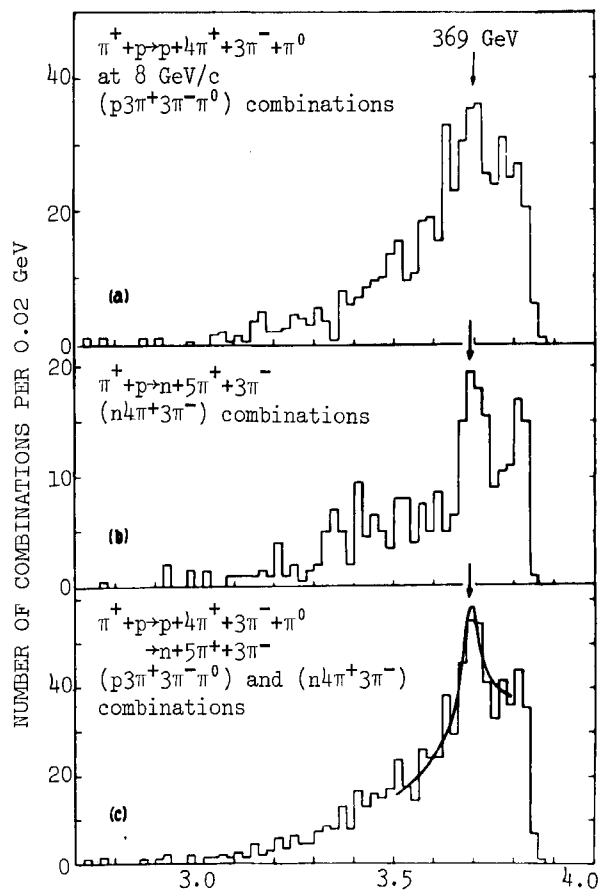 π⁺+p→p+4π⁺+3π⁻+π⁰
at 8 GeV/c
(p3π⁺3π⁻π⁰) combinations
369 GeV
40
20
0
(a)
π⁺+p→n+5π⁺+3π⁻
(n4π⁺3π⁻) combinations
20
10
0
(b)
π⁺+p→p+4π⁺+3π⁻+π⁰
→n+5π⁺+3π⁻
(p3π⁺3π⁻π⁰) and (n4π⁺3π⁻)
combinations
40
20
0
(c)
3.0
3.5
4.0
NUMBER OF COMBINATIONS PER 0.02 GeV